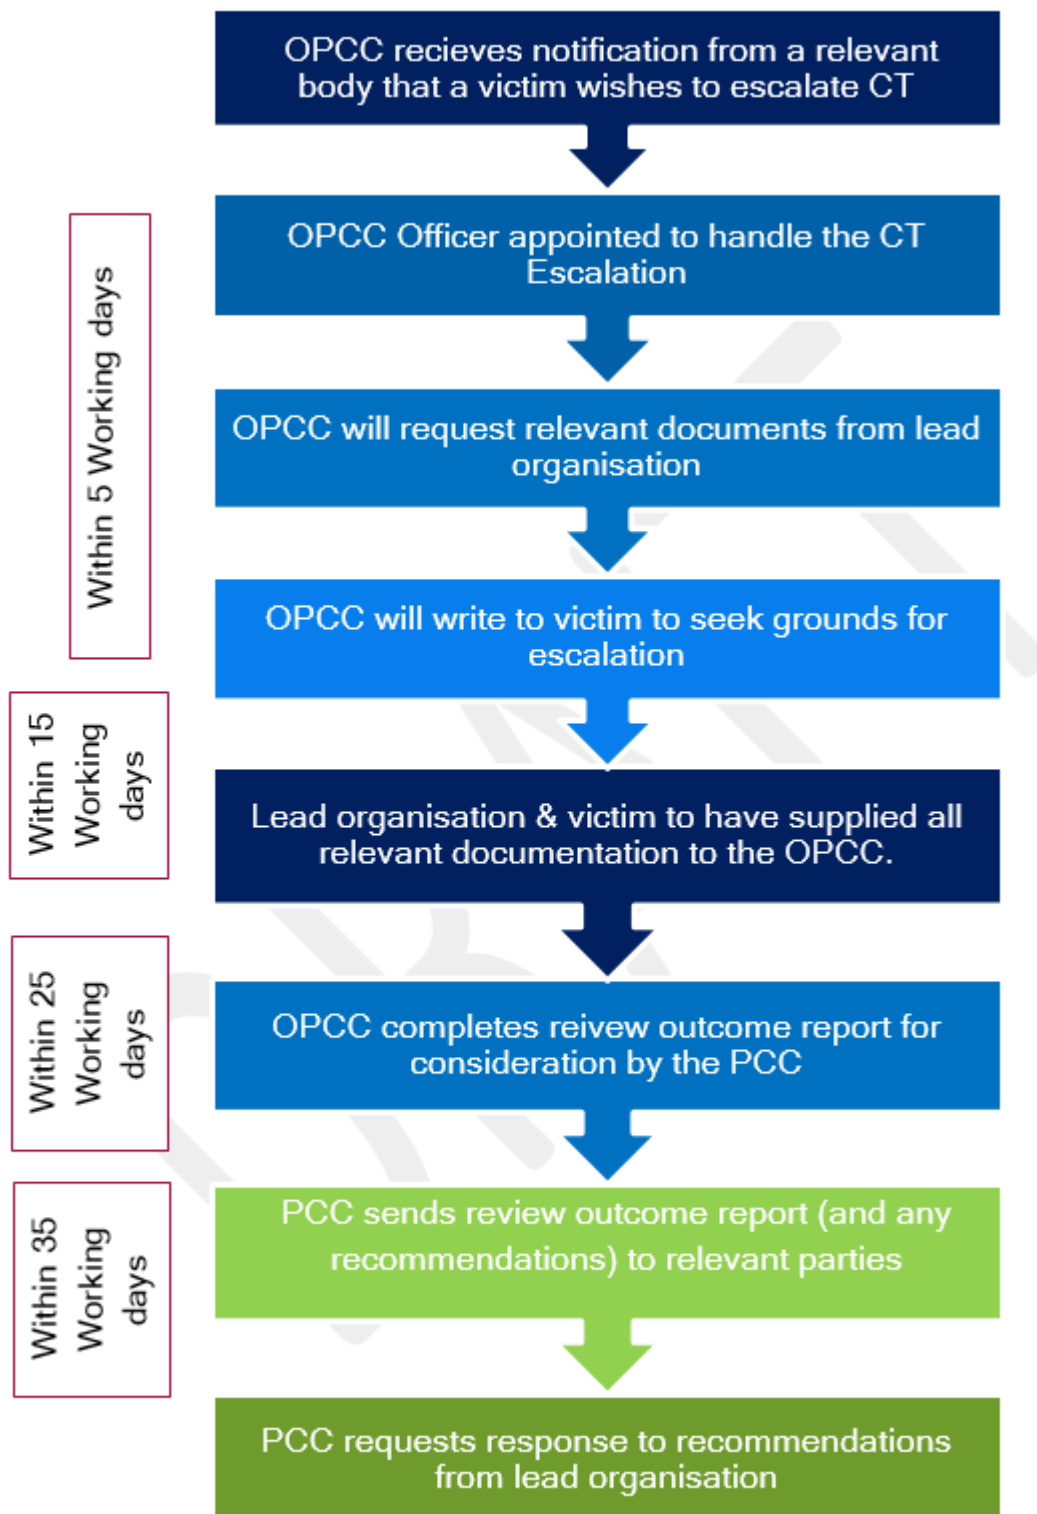 OPCC recieves notification from a relevant
body that a victim wishes to escalate CT
Within 5 Working days
OPCC Officer appointed to handle the CT
Escalation
OPCC will request relevant documents from lead
organisation
OPCC will write to victim to seek grounds for
escalation
Within 15
Working
days
Lead organisation & victim to have supplied all
relevant documentation to the OPCC.
Within 25
Working
days
OPCC completes reivew outcome report for
consideration by the PCC
Within 35
Working
days
PCC sends review outcome report (and any
recommendations) to relevant parties
PCC requests response to recommendations
from lead organisation